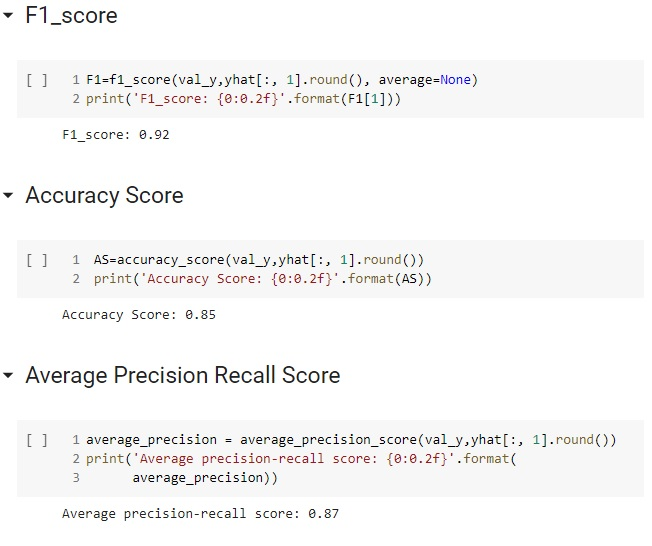 F1_score
[ ] 1 F1=f1_score(val_y,yhat[:, 1].round(), average=None)
2 print('F1_score: {0:0.2f}'.format(F1[1]))
F1_score: 0.92
Accuracy Score
[ ] 1 AS=accuracy_score(val_y,yhat[:, 1].round())
2 print('Accuracy Score: {0:0.2f}'.format(AS))
Accuracy Score: 0.85
Average Precision Recall Score
[ ] 1 average_precision = average_precision_score(val_y,yhat[:, 1].round())
2 print('Average precision-recall score: {0:0.2f}'.format(
3 average_precision))
Average precision-recall score: 0.87